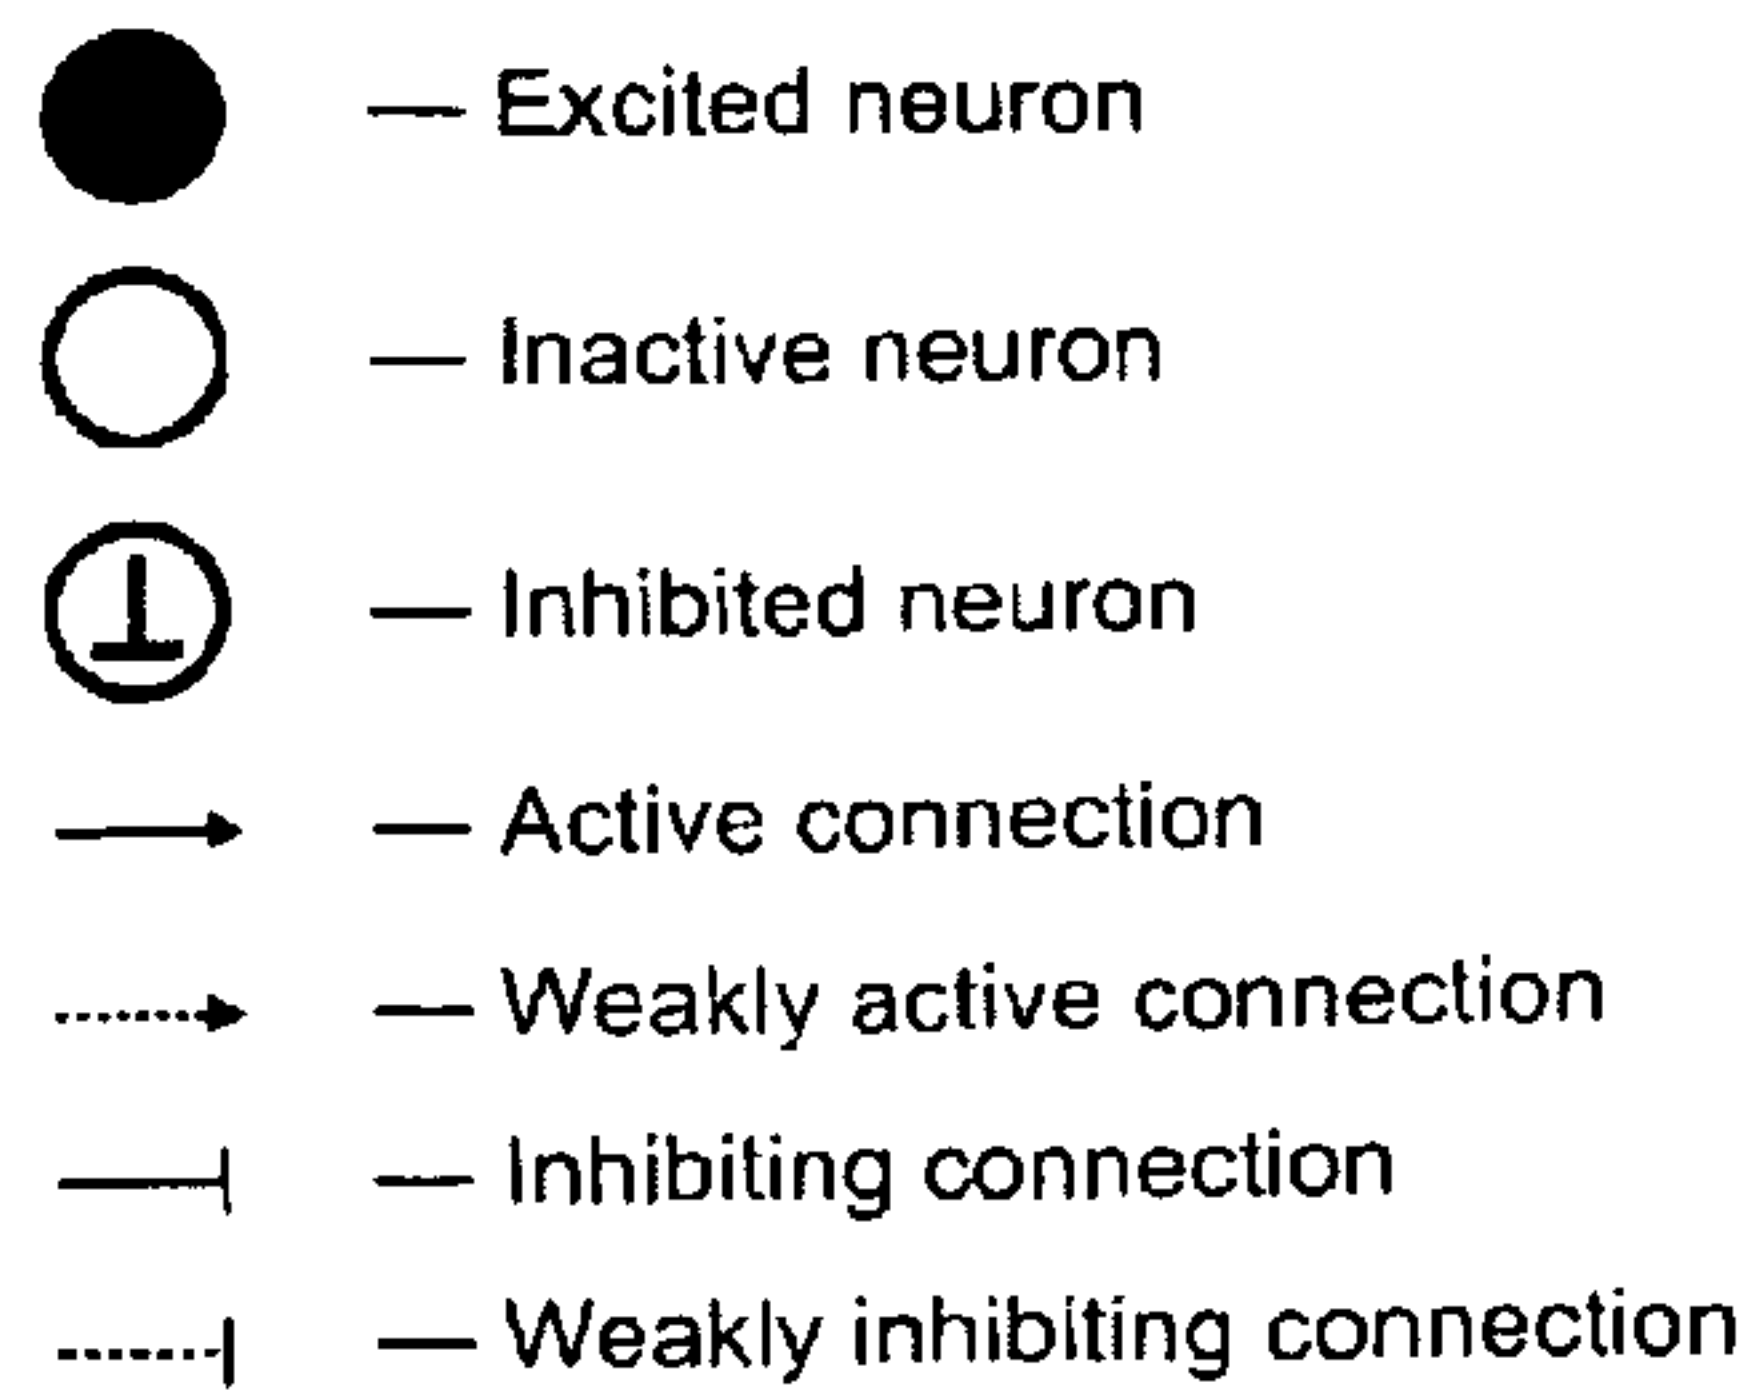 — Excited neuron
— Inactive neuron
— Inhibited neuron
— Active connection
— Weakly active connection
— Inhibiting connection
— Weakly inhibiting connection